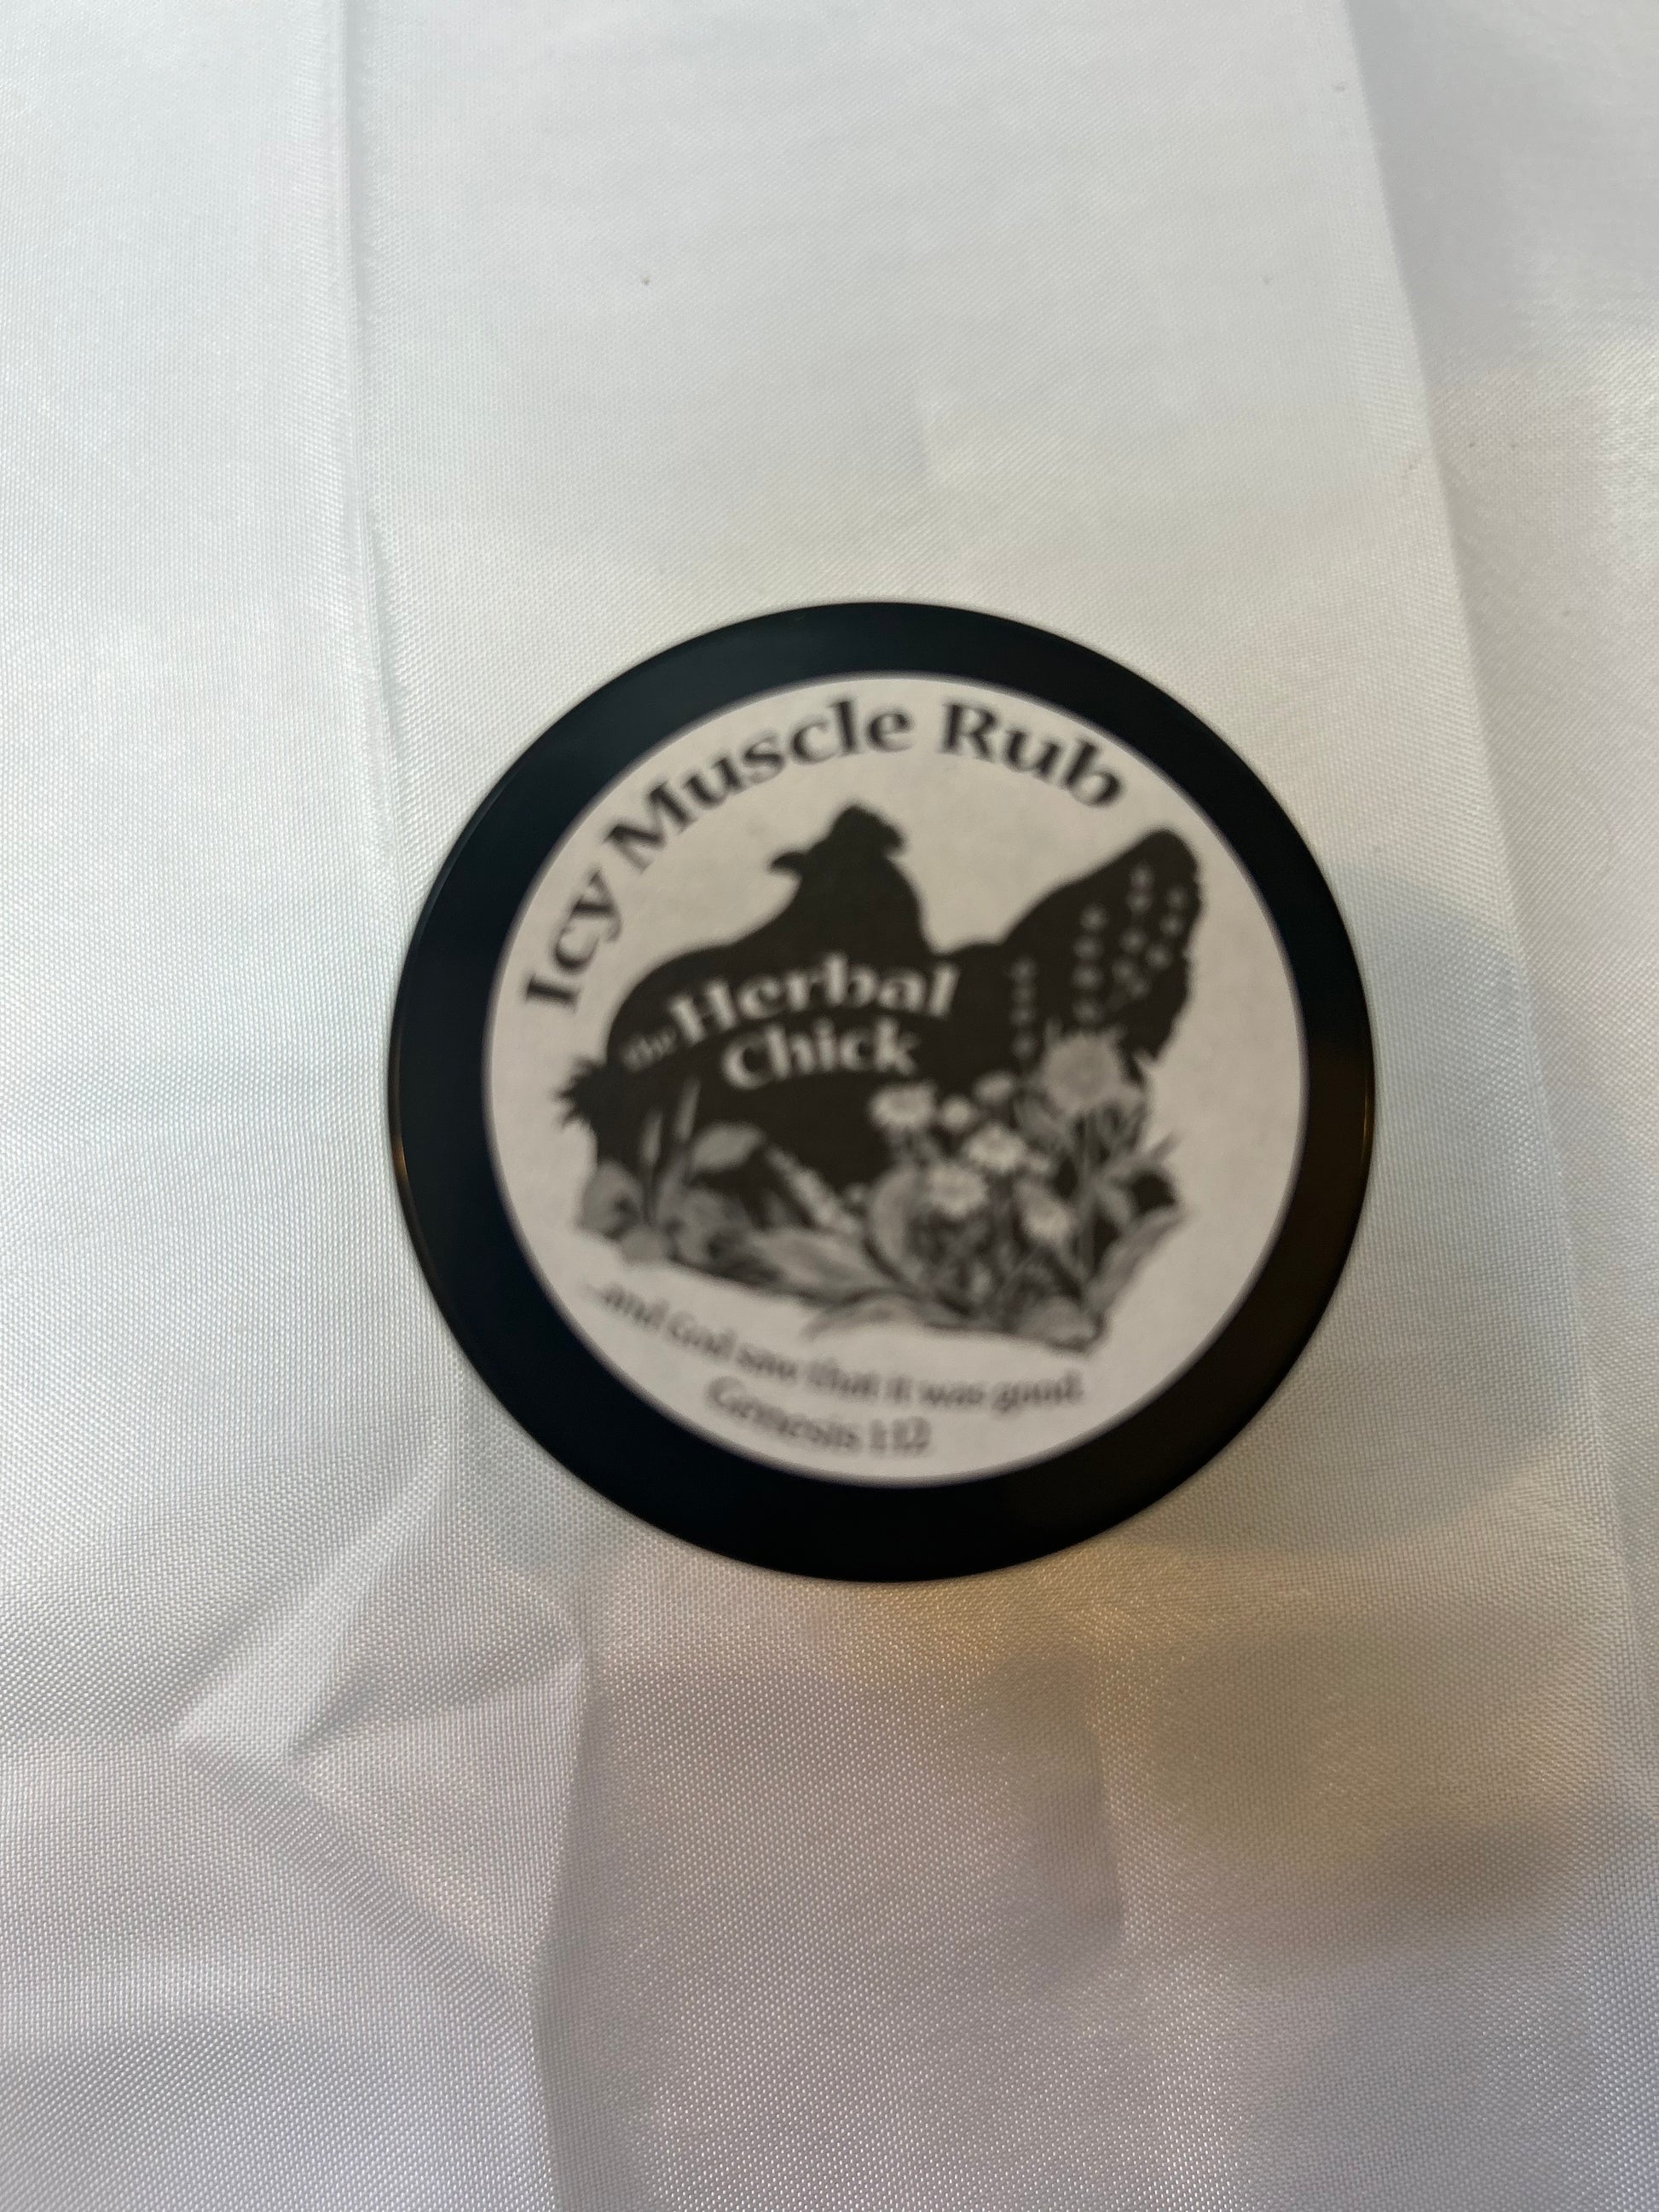 Icy Muscle Rub
The Herbal
Chick
...and God saw that it was good.
Genesis 1:12